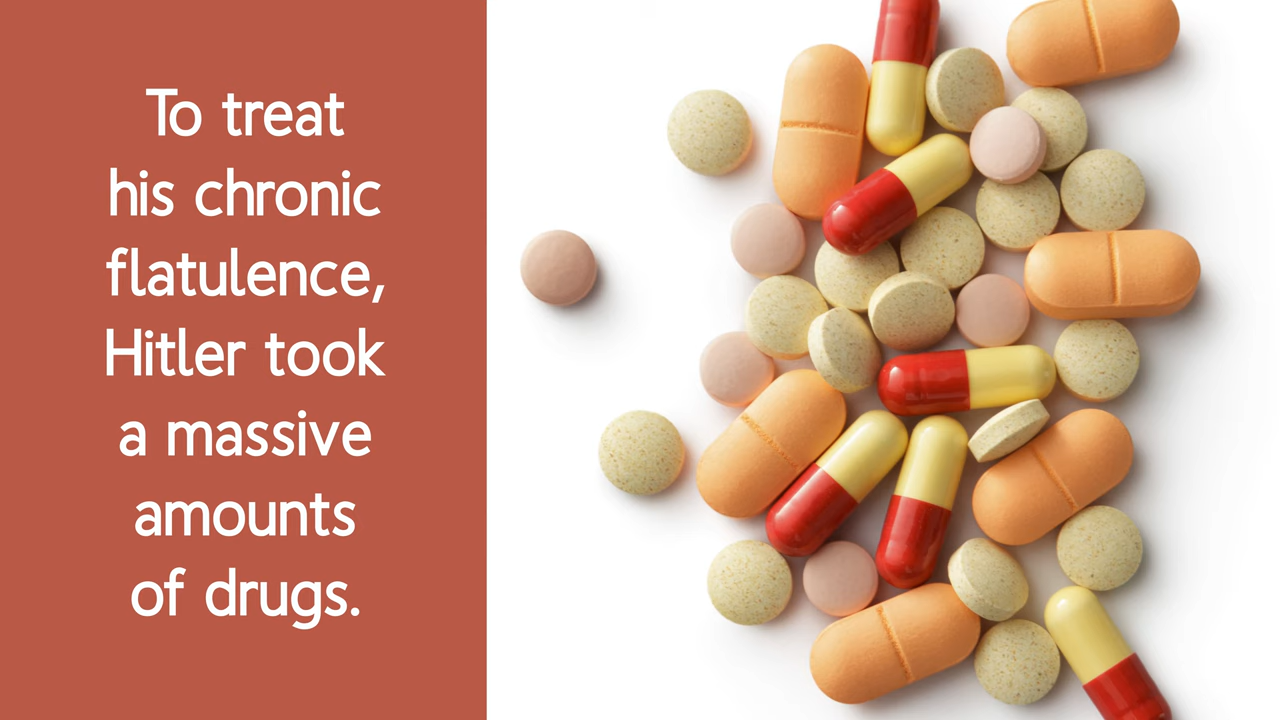 To treat
his chronic
flatulence,
Hitler took
a massive
amounts
of drugs.